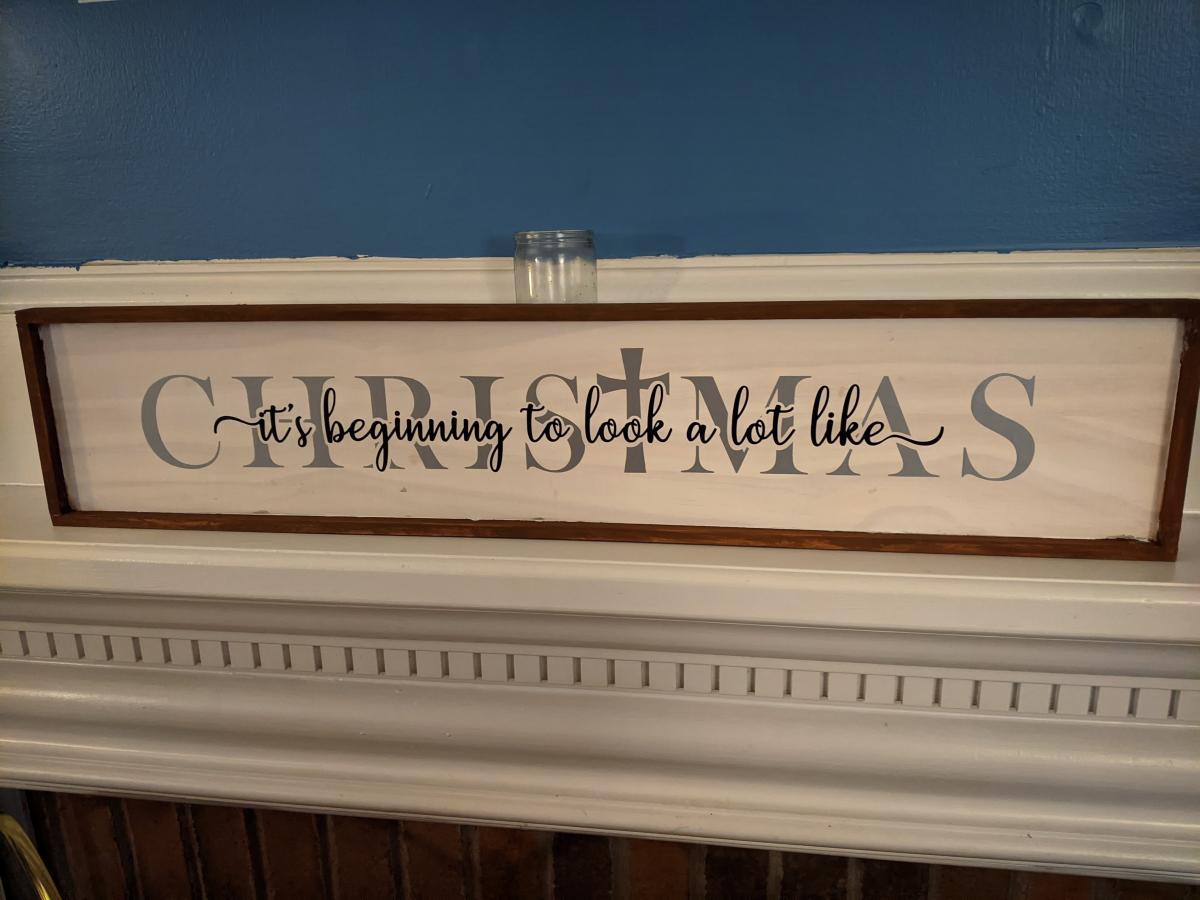 it's beginning to look a lot like
CHRISTMAS